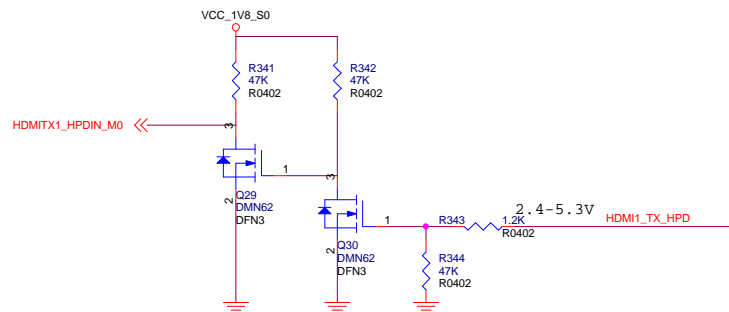 VCC_1V8_S0
R341
47K
R0402
R342
47K
R0402
HDMITX1_HPDIN_M0
3
1
2
Q29
DMN62
DFN3
3
1
2
Q30
DMN62
DFN3
2.4-5.3V
R343
1.2K
R0402
HDMI1_TX_HPD
R344
47K
R0402